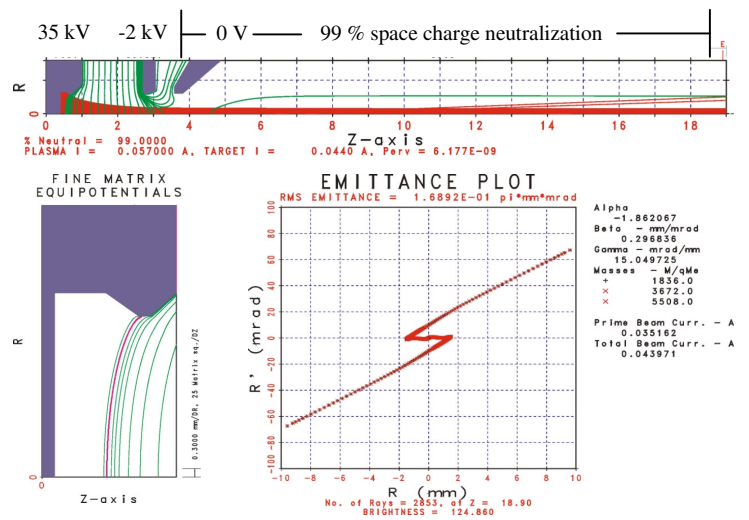 35 kV -2 kV 0 V 99 % space charge neutralization
E
R
0
0 2 4 6 8 10 12 14 16 18
Z-axis
% Neutral = 99.0000
PLASMA I = 0.057000 A, TARGET I = 0.0440 A, Perv = 6.177E-09
FINE MATRIX
EQUIPOTENTIALS
R
0
0
Z-axis
0.3000 mm/DR, 25 Matrix sq./DZ
EMITTANCE PLOT
RMS EMITTANCE = 1.6892E-01 pi*mm*mrad
R' (mrad)
100
80
60
40
20
0
-20
-40
-60
-80
-100
-10 -8 -6 -4 -2 0 2 4 6 8 10
R (mm)
No. of Rays = 2853, at Z = 18.90
BRIGHTNESS = 124.860
Alpha
-1.862067
Beta - mm/mrad
0.296836
Gamma - mrad/mm
15.049725
Masses - M/qMe
+ 1836.0
× 3672.0
× 5508.0
Prime Beam Curr. - A
0.035162
Total Beam Curr. - A
0.043971